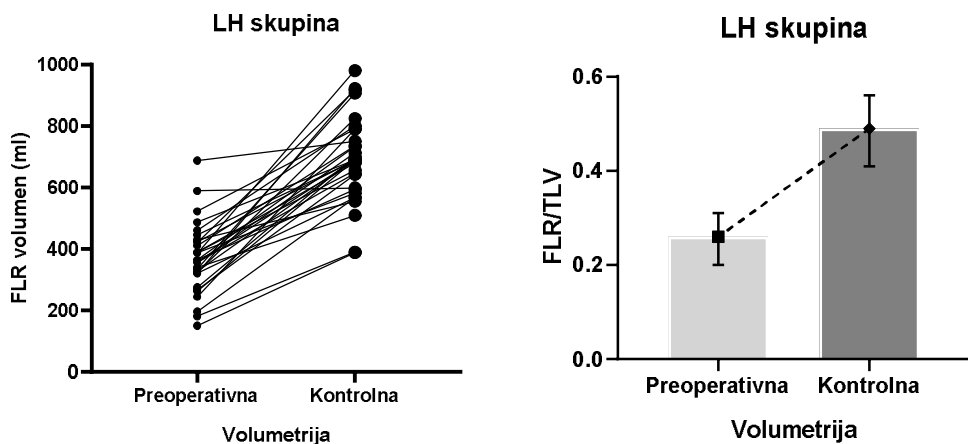 LH skupina
FLR volumen (ml)
1000
800
600
400
200
0
Preoperativna
Kontrolna
Volumetrija
LH skupina
FLR/TLV
0.6
0.4
0.2
0.0
Preoperativna
Kontrolna
Volumetrija